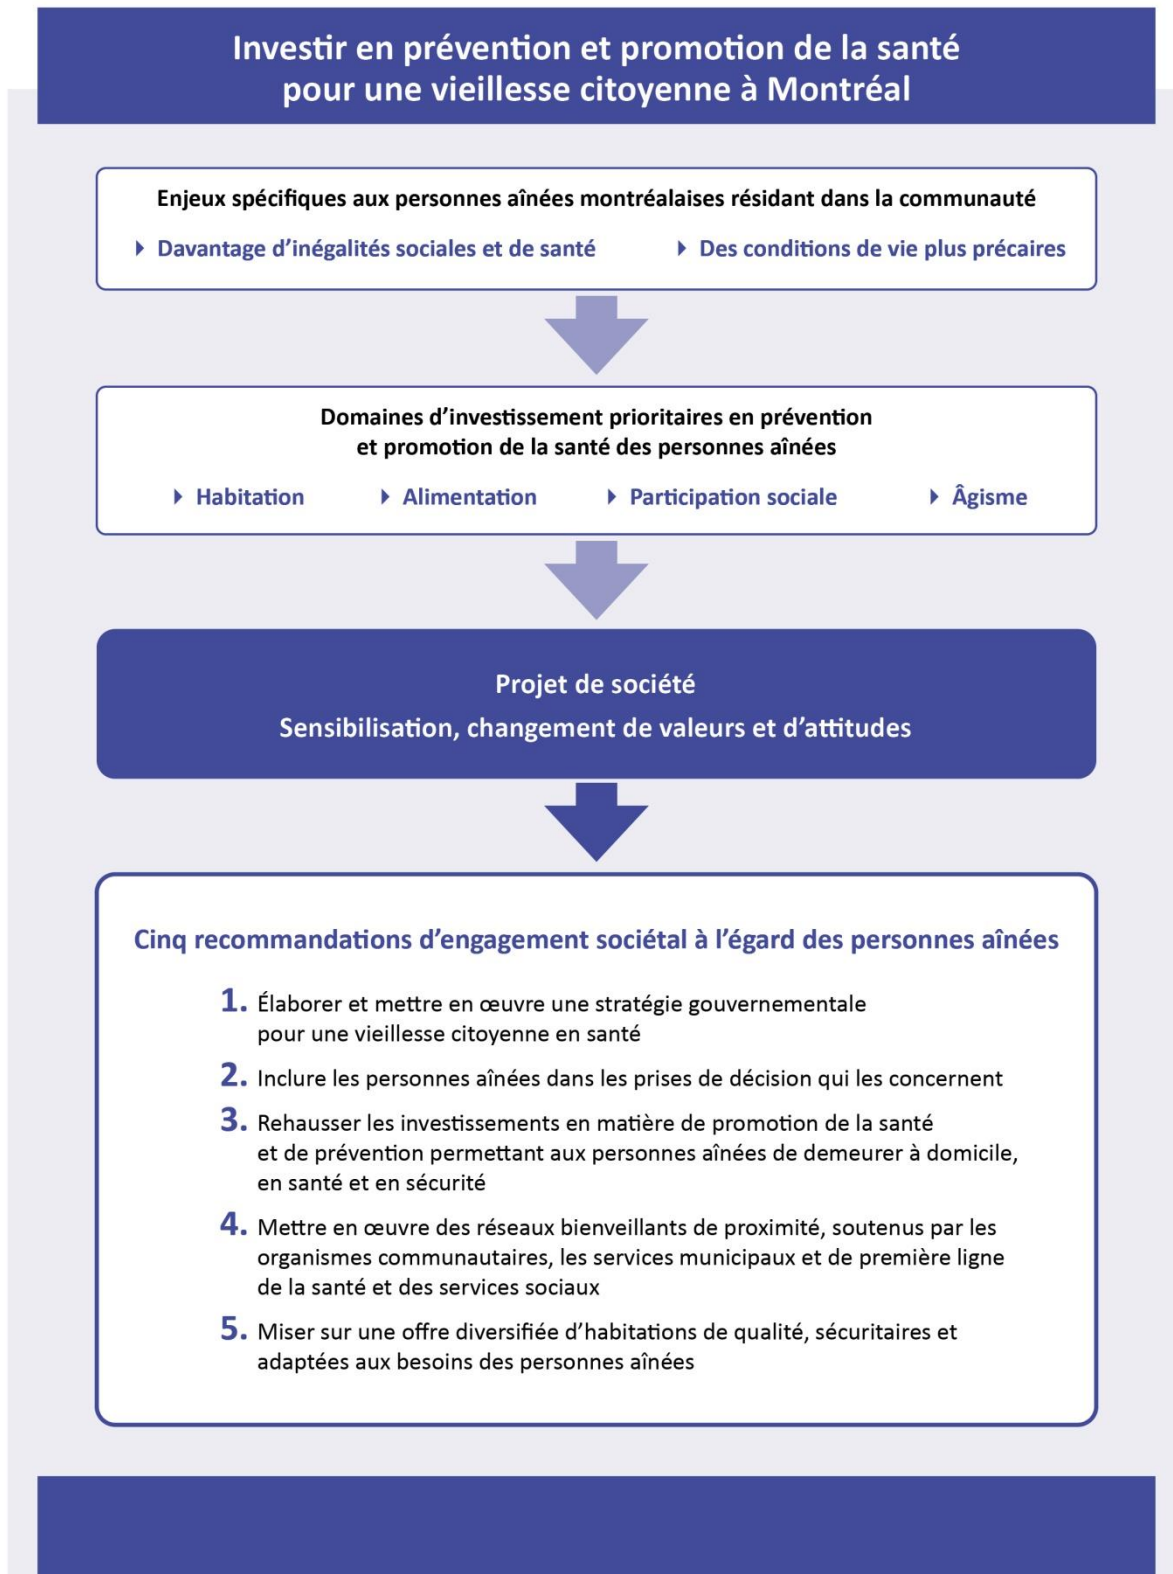 Investir en prévention et promotion de la santé
pour une vieillesse citoyenne à Montréal
Enjeux spécifiques aux personnes aînées montréalaises résidant dans la communauté
Davantage d'inégalités sociales et de santé
Des conditions de vie plus précaires
Domaines d'investissement prioritaires en prévention
et promotion de la santé des personnes aînées
Habitation
Alimentation
Participation sociale
Âgisme
Projet de société
Sensibilisation, changement de valeurs et d'attitudes
Cinq recommandations d'engagement sociétal à l'égard des personnes aînées
1. Élaborer et mettre en œuvre une stratégie gouvernementale
pour une vieillesse citoyenne en santé
2. Inclure les personnes aînées dans les prises de décision qui les concernent
3. Rehausser les investissements en matière de promotion de la santé
et de prévention permettant aux personnes aînées de demeurer à domicile,
en santé et en sécurité
4. Mettre en œuvre des réseaux bienveillants de proximité, soutenus par les
organismes communautaires, les services municipaux et de première ligne
de la santé et des services sociaux
5. Miser sur une offre diversifiée d'habitations de qualité, sécuritaires et
adaptées aux besoins des personnes aînées